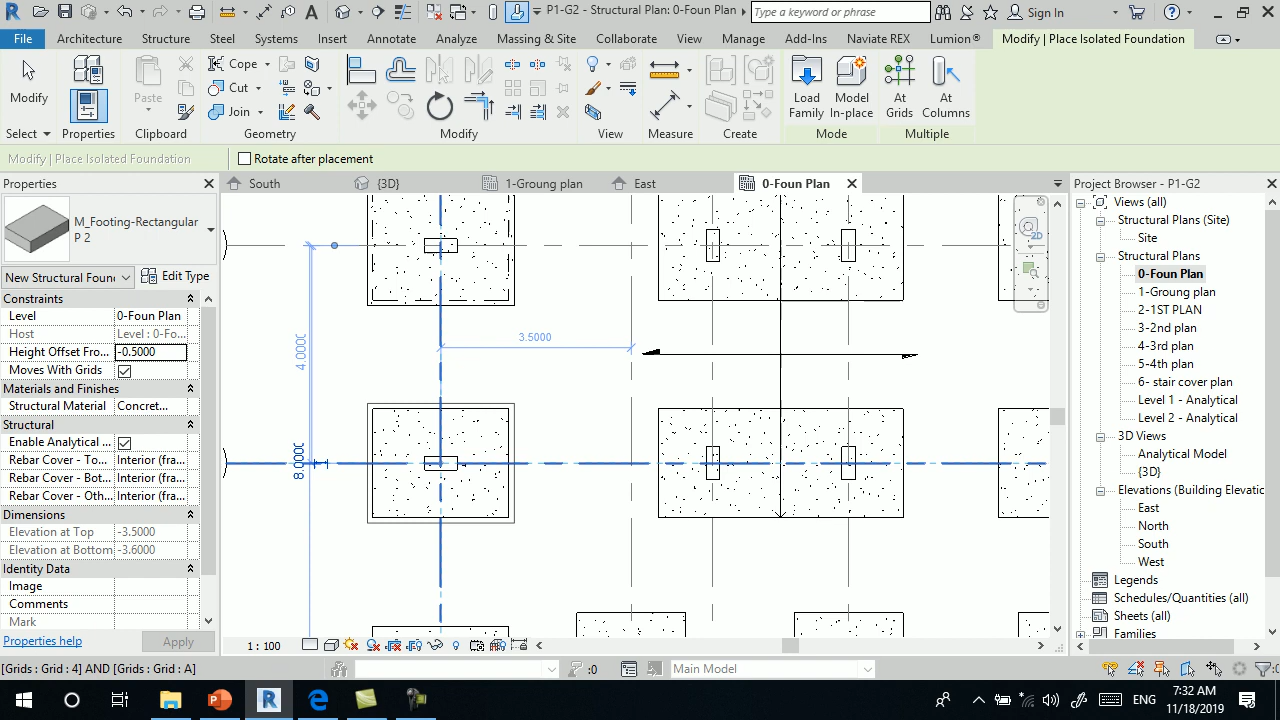 P1-G2 - Structural Plan: 0-Foun Plan
Type a keyword or phrase
Sign In
File Architecture Structure Steel Systems Insert Annotate Analyze Massing & Site Collaborate View Manage Add-Ins Naviate REX Lumion® Modify | Place Isolated Foundation
Modify
Paste
Cope
Cut
Join
Load Family
Model In-place
At Grids
At Columns
Select Properties Clipboard Geometry Modify View Measure Create Mode Multiple
Modify | Place Isolated Foundation
Rotate after placement
Properties
South {3D} 1-Groung plan East 0-Foun Plan
Project Browser - P1-G2
M_Footing-Rectangular
P 2
New Structural Foun
Edit Type
Constraints
Level 0-Foun Plan
Host Level : 0-Fo...
Height Offset Fro... -0.5000
Moves With Grids
Materials and Finishes
Structural Material Concret...
Structural
Enable Analytical ...
Rebar Cover - To... Interior (fra...
Rebar Cover - Bot... Interior (fra...
Rebar Cover - Oth... Interior (fra...
Dimensions
Elevation at Top -3.5000
Elevation at Bottom -3.6000
Identity Data
Image
Comments
Mark
Properties help
Apply
2D
3.5000
4.0000
8.0000
Views (all)
Structural Plans (Site)
Site
Structural Plans
0-Foun Plan
1-Groung plan
2-1ST PLAN
3-2nd plan
4-3rd plan
5-4th plan
6- stair cover plan
Level 1 - Analytical
Level 2 - Analytical
3D Views
Analytical Model
{3D}
Elevations (Building Elevatic
East
North
South
West
Legends
Schedules/Quantities (all)
Sheets (all)
Families
1 : 100
[Grids : Grid : 4] AND [Grids : Grid : A]
:0
Main Model
:0
ENG
7:32 AM
11/18/2019